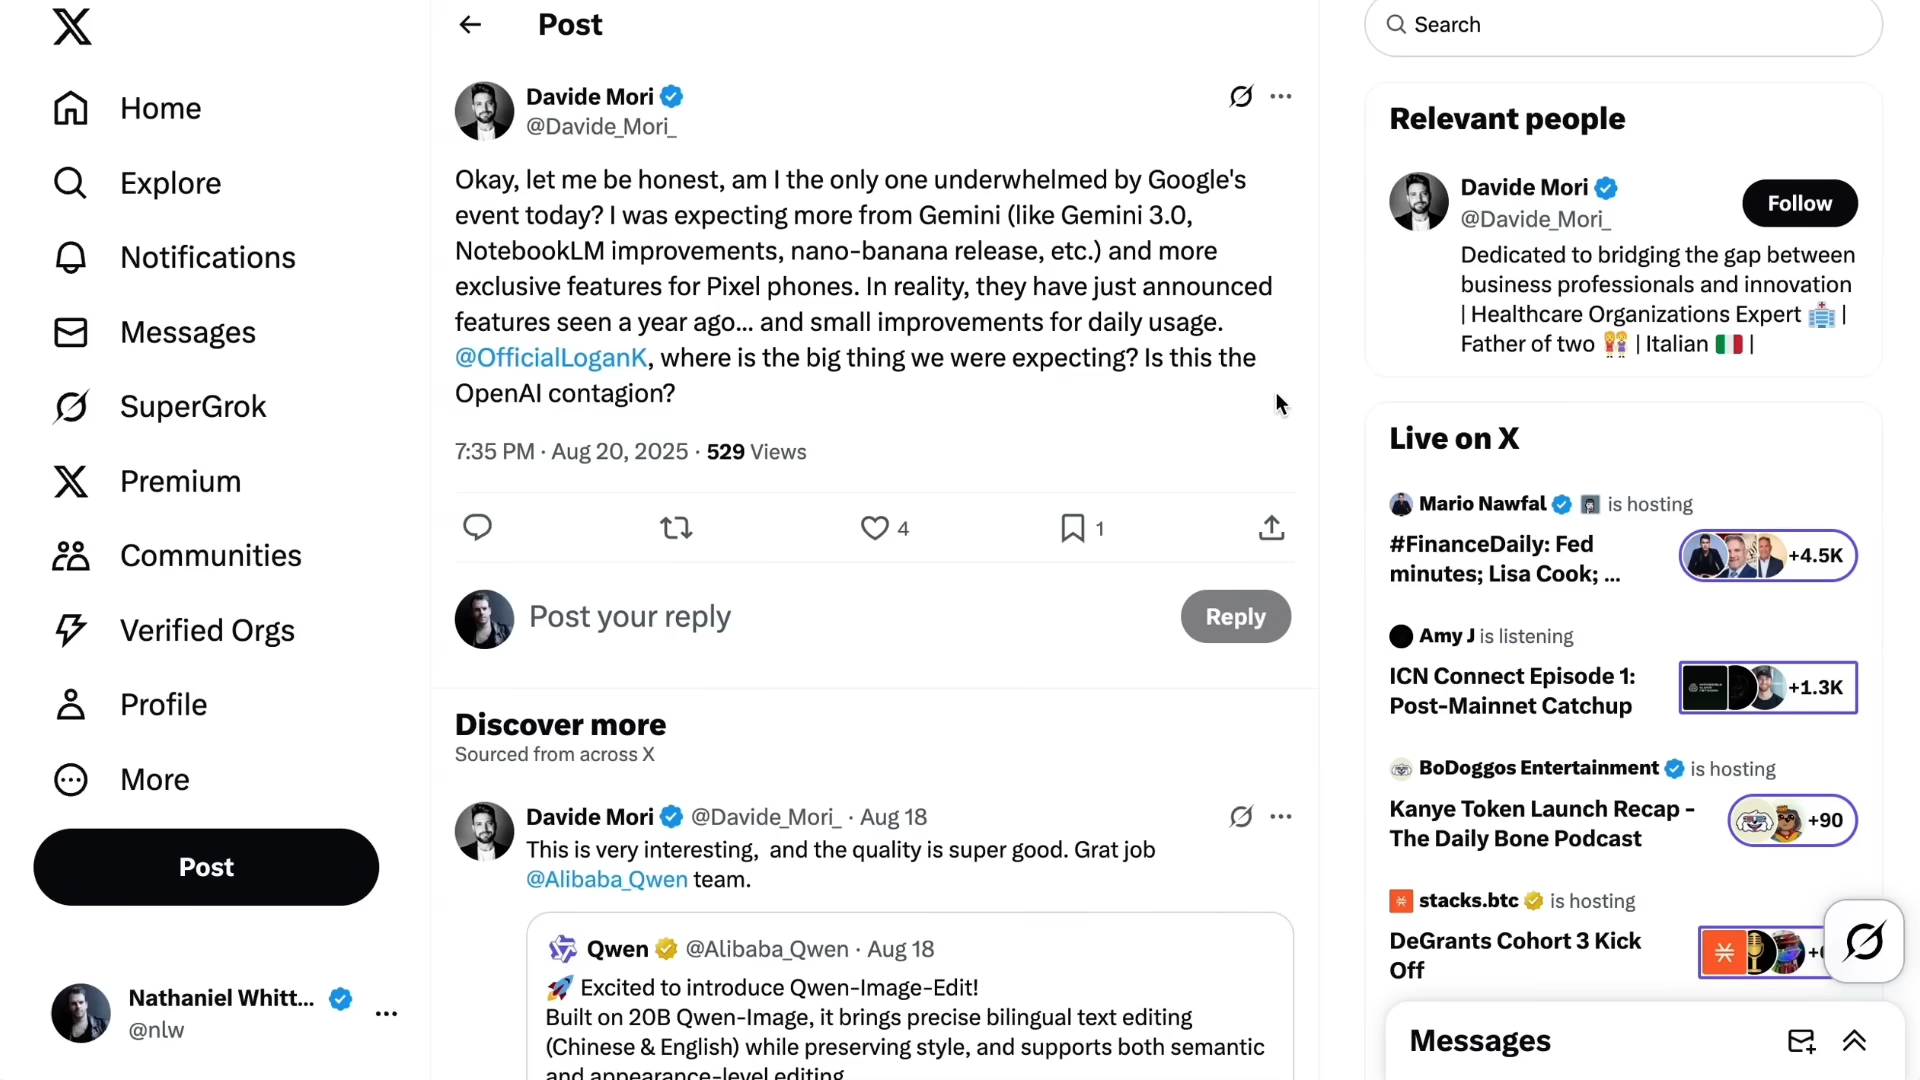 Home
Explore
Notifications
Messages
SuperGrok
Premium
Communities
Verified Orgs
Profile
More
Post
Nathaniel Whitt...
@nlw
Post
Davide Mori
@Davide_Mori_
Okay, let me be honest, am I the only one underwhelmed by Google's
event today? I was expecting more from Gemini (like Gemini 3.0,
NotebookLM improvements, nano-banana release, etc.) and more
exclusive features for Pixel phones. In reality, they have just announced
features seen a year ago... and small improvements for daily usage.
@OfficialLoganK, where is the big thing we were expecting? Is this the
OpenAI contagion?
7:35 PM · Aug 20, 2025 · 529 Views
4
1
Post your reply
Reply
Discover more
Sourced from across X
Davide Mori @Davide_Mori_ · Aug 18
This is very interesting, and the quality is super good. Grat job
@Alibaba_Qwen team.
Qwen @Alibaba_Qwen · Aug 18
🚀 Excited to introduce Qwen-Image-Edit!
Built on 20B Qwen-Image, it brings precise bilingual text editing
(Chinese & English) while preserving style, and supports both semantic
and appearance-level editing
Search
Relevant people
Davide Mori
@Davide_Mori_
Follow
Dedicated to bridging the gap between
business professionals and innovation
| Healthcare Organizations Expert 🏥 |
Father of two 👭 | Italian 🇮🇹 |
Live on X
Mario Nawfal is hosting
#FinanceDaily: Fed
minutes; Lisa Cook; ...
+4.5K
Amy J is listening
ICN Connect Episode 1:
Post-Mainnet Catchup
+1.3K
BoDoggos Entertainment is hosting
Kanye Token Launch Recap -
The Daily Bone Podcast
+90
stacks.btc is hosting
DeGrants Cohort 3 Kick
Off
Messages